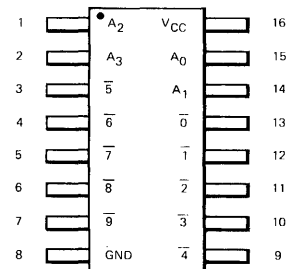 1 A₂ V_CC 16
2 A₃ A₀ 15
3 5̅ A₁ 14
4 6̅ 0̅ 13
5 7̅ 1̅ 12
6 8̅ 2̅ 11
7 9̅ 3̅ 10
8 GND 4̅ 9